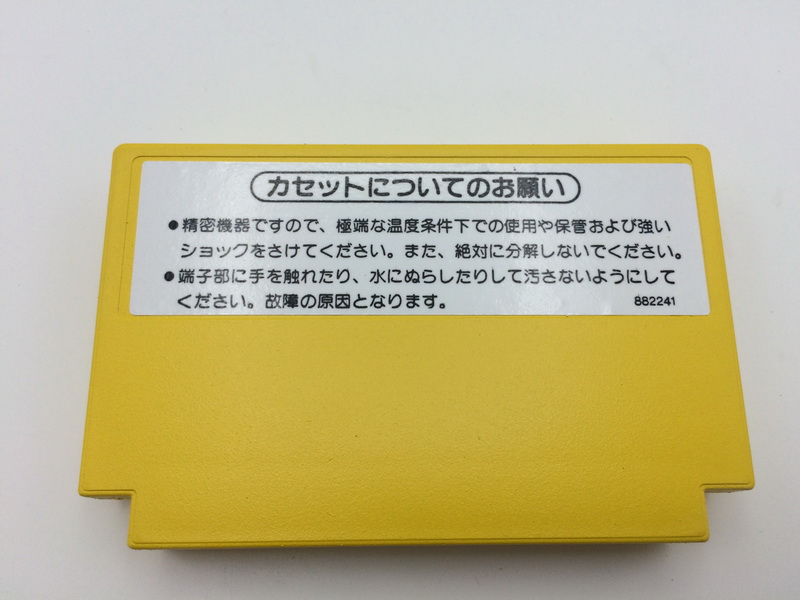 カセットについてのお願い
●精密機器ですので、極端な温度条件下での使用や保管および強い
ショックをさけてください。また、絶対に分解しないでください。
●端子部に手を触れたり、水にぬらしたりして汚さないようにして
ください。故障の原因となります。
882241